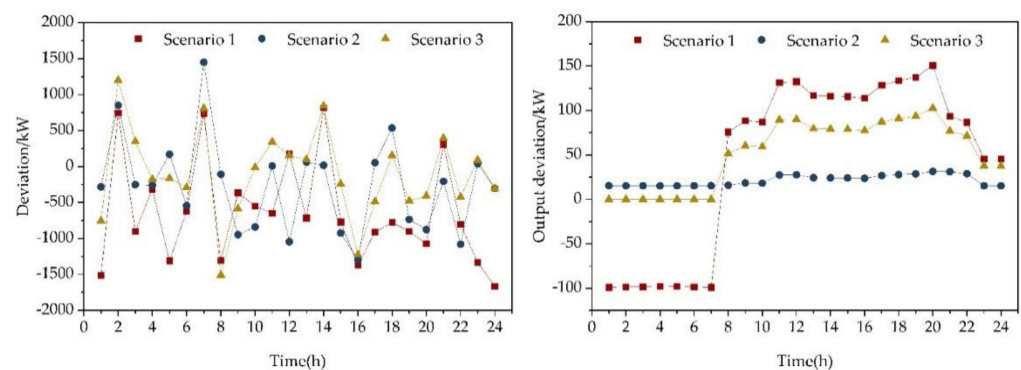 2000
1500
1000
500
0
-500
-1000
-1500
-2000
Deviation/kW
Scenario 1 Scenario 2 Scenario 3
0 2 4 6 8 10 12 14 16 18 20 22 24
Time(h)
200
150
100
50
0
-50
-100
Output deviation/kW
Scenario 1 Scenario 2 Scenario 3
0 2 4 6 8 10 12 14 16 18 20 22 24
Time(h)